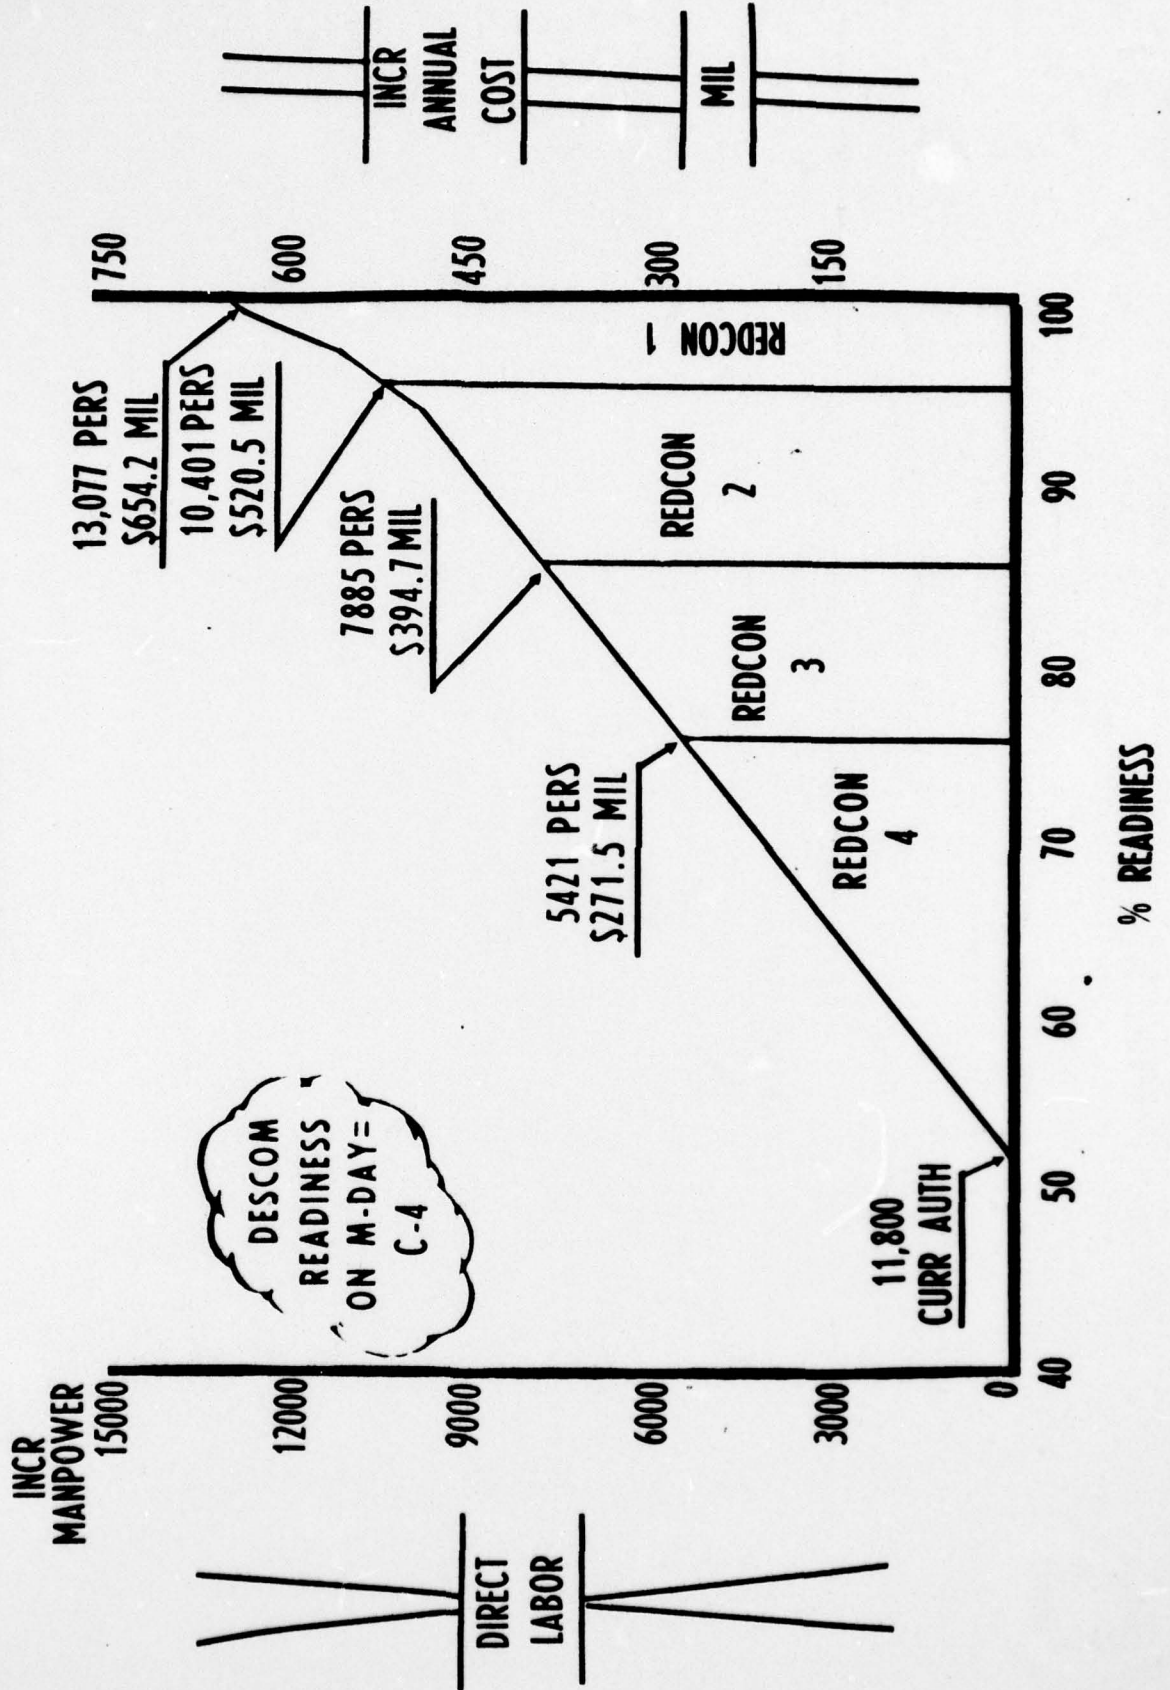 INCR
MANPOWER
15000
12000
9000
6000
3000
0
DIRECT
LABOR
DESCOM
READINESS
ON M-DAY=
C-4
11,800
CURR AUTH
5421 PERS
$271.5 MIL
7885 PERS
$394.7 MIL
10,401 PERS
$520.5 MIL
13,077 PERS
$654.2 MIL
REDCON
4
REDCON
3
REDCON
2
REDCON 1
40
50
60
70
80
90
100
% READINESS
750
600
450
300
150
INCR
ANNUAL
COST
MIL